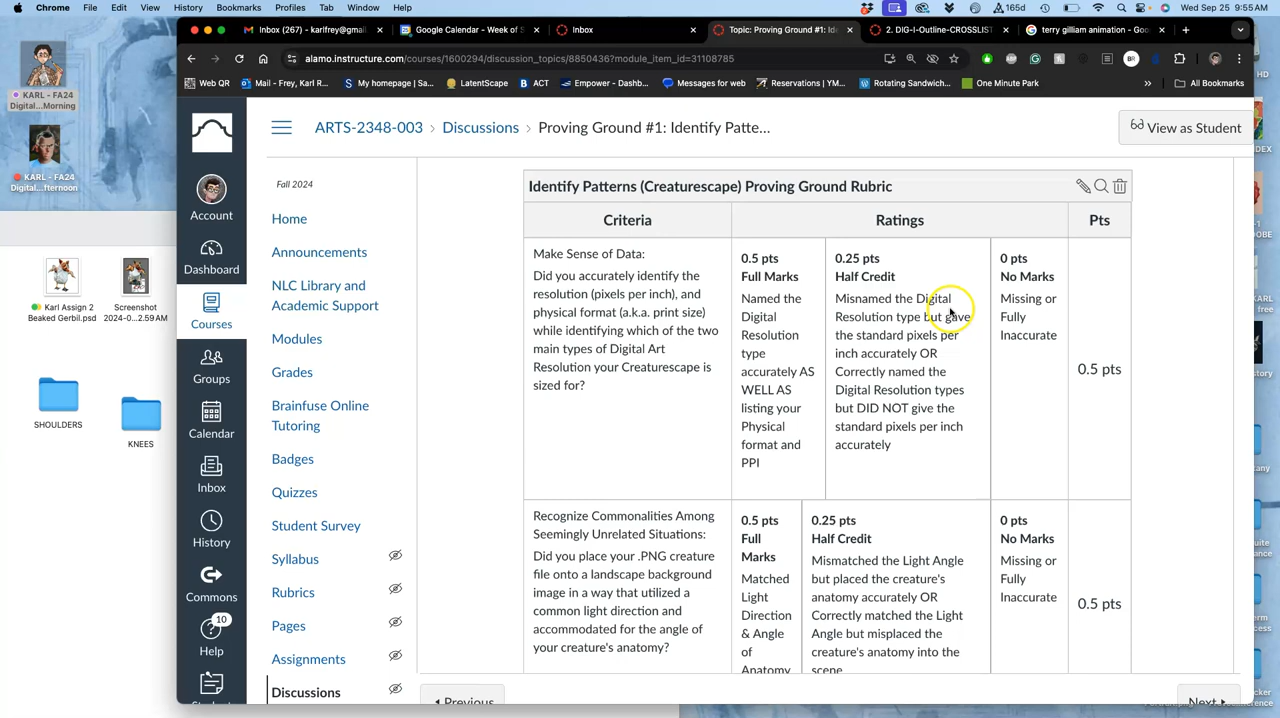 Chrome File Edit View History Bookmarks Profiles Tab Window Help
165d
Wed Sep 25 9:55 AM
Inbox (267) - karlfrey@gmail
Google Calendar - Week of S
Inbox
Topic: Proving Ground #1: Ide
2. DIG-I-Outline-CROSSLIST
terry gilliam animation - Goo
alamo.instructure.com/courses/1600294/discussion_topics/8850436?module_item_id=31108785
Web QR
Mail - Frey, Karl R...
My homepage | Sa...
LatentScape
ACT
Empower - Dashb...
Messages for web
Reservations | YM...
Rotating Sandwich...
One Minute Park
»
All Bookmarks
KARL - FA24
Digital...Morning
KARL - FA24
Digital...fternoon
Karl Assign 2
Beaked Gerbil.psd
Screenshot
2024-0...2.59 AM
SHOULDERS
KNEES
Account
Dashboard
Courses
Groups
Calendar
Inbox
History
Commons
10
Help
ARTS-2348-003 › Discussions › Proving Ground #1: Identify Patte...
View as Student
Fall 2024
Home
Announcements
NLC Library and
Academic Support
Modules
Grades
Brainfuse Online
Tutoring
Badges
Quizzes
Student Survey
Syllabus
Rubrics
Pages
Assignments
Discussions
Identify Patterns (Creaturescape) Proving Ground Rubric
Criteria
Ratings
Pts
Make Sense of Data:
Did you accurately identify the
resolution (pixels per inch), and
physical format (a.k.a. print size)
while identifying which of the two
main types of Digital Art
Resolution your Creaturescape is
sized for?
0.5 pts
Full Marks
Named the
Digital
Resolution
type
accurately AS
WELL AS
listing your
Physical
format and
PPI
0.25 pts
Half Credit
Misnamed the Digital
Resolution type but gave
the standard pixels per
inch accurately OR
Correctly named the
Digital Resolution types
but DID NOT give the
standard pixels per inch
accurately
0 pts
No Marks
Missing or
Fully
Inaccurate
0.5 pts
Recognize Commonalities Among
Seemingly Unrelated Situations:
Did you place your .PNG creature
file onto a landscape background
image in a way that utilized a
common light direction and
accommodated for the angle of
your creature's anatomy?
0.5 pts
Full
Marks
Matched
Light
Direction
& Angle
of
Anatomy
0.25 pts
Half Credit
Mismatched the Light Angle
but placed the creature's
anatomy accurately OR
Correctly matched the Light
Angle but misplaced the
creature's anatomy into the
scene
0 pts
No Marks
Missing or
Fully
Inaccurate
0.5 pts
Previous
Next